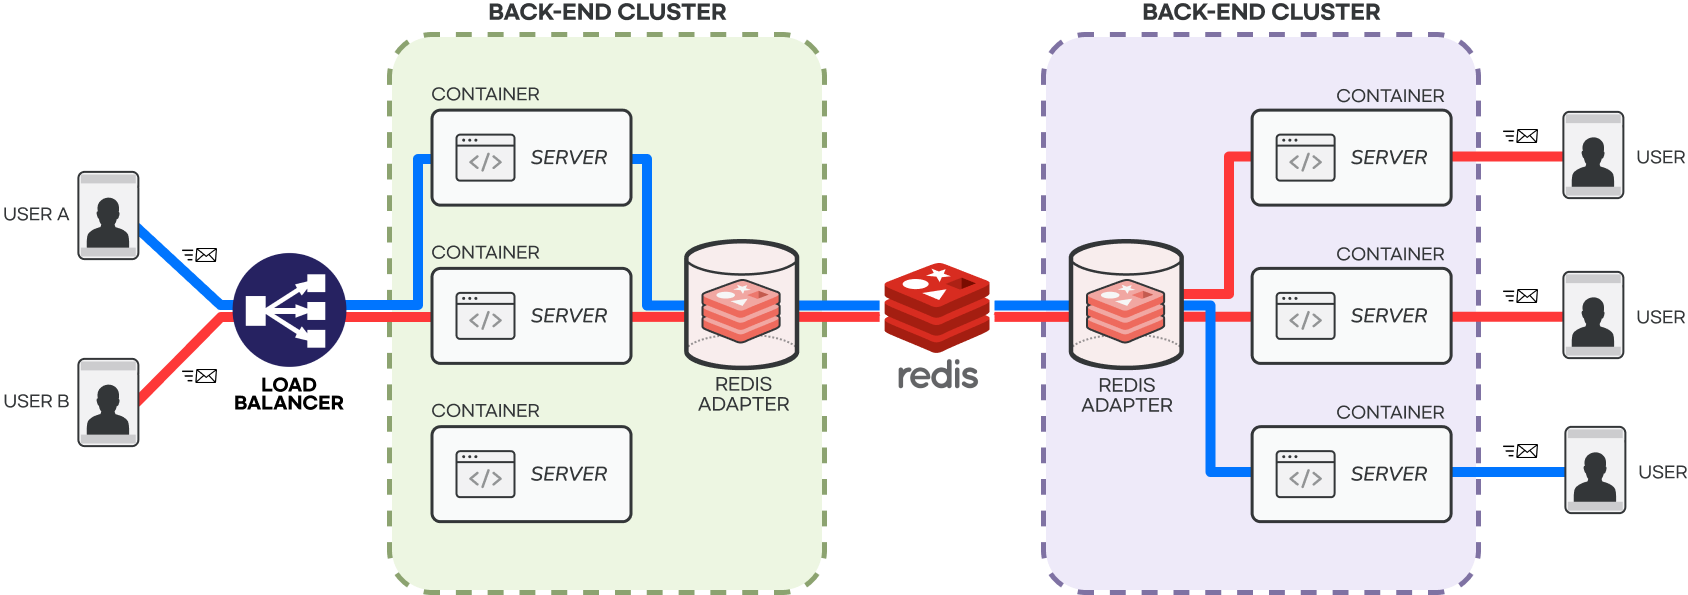 BACK-END CLUSTER
BACK-END CLUSTER
CONTAINER
</> SERVER
CONTAINER
</> SERVER
CONTAINER
</> SERVER
USER A
USER B
LOAD
BALANCER
REDIS
ADAPTER
redis
REDIS
ADAPTER
CONTAINER
</> SERVER
USER
CONTAINER
</> SERVER
USER
CONTAINER
</> SERVER
USER